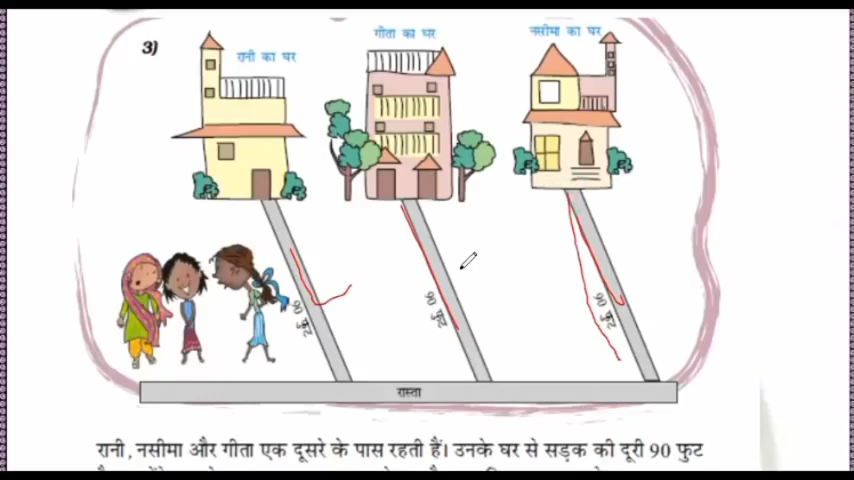 3)
रानी का घर
गीता का घर
नसीमा का घर
90 फुट
90 फुट
90 फुट
रास्ता
रानी, नसीमा और गीता एक दूसरे के पास रहती हैं। उनके घर से सड़क की दूरी 90 फुट